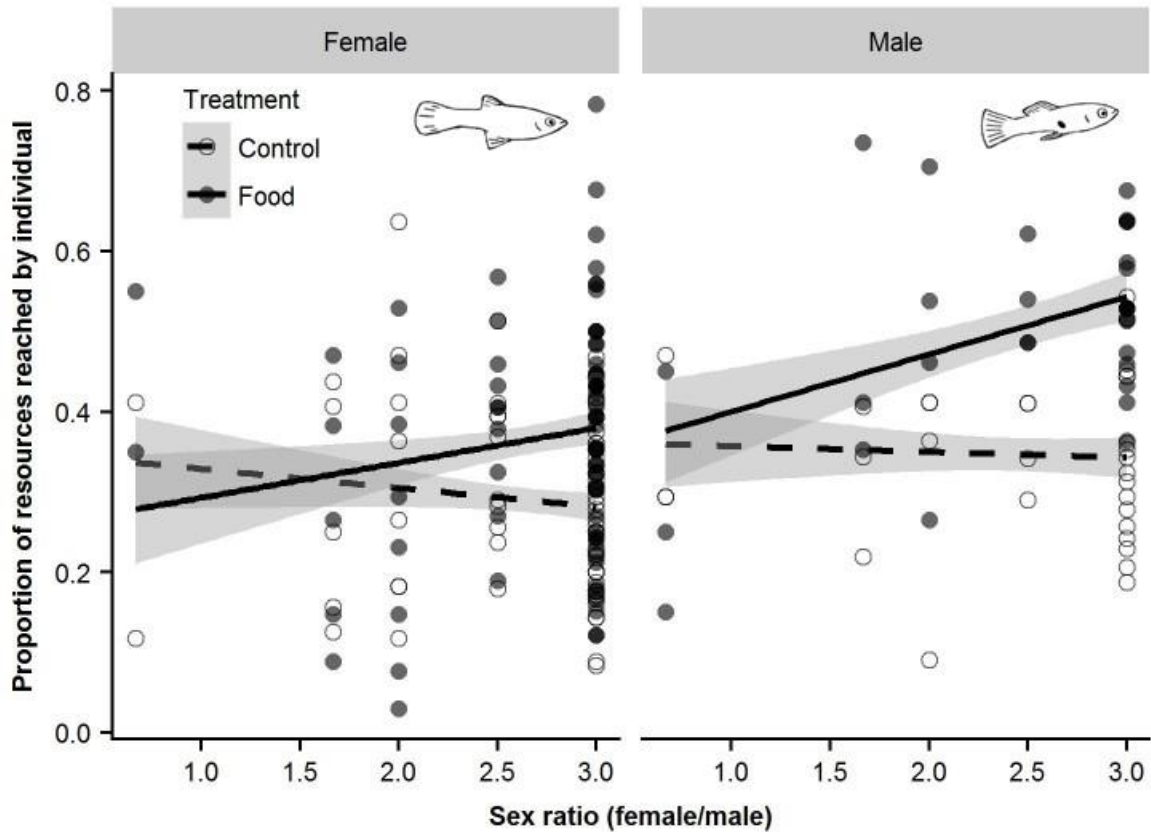 Female
Male
Treatment
Control
Food
Proportion of resources reached by individual
0.8
0.6
0.4
0.2
0.0
1.0 1.5 2.0 2.5 3.0
1.0 1.5 2.0 2.5 3.0
Sex ratio (female/male)